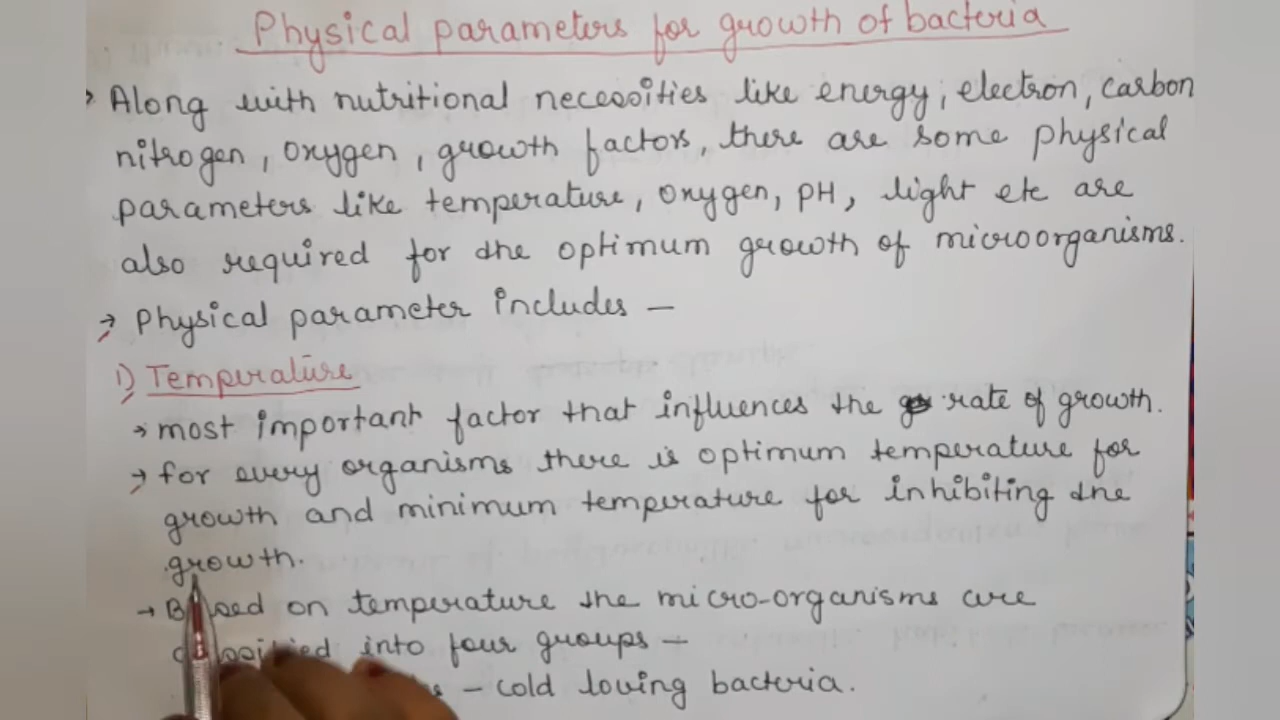 Physical parameters for growth of bacteria
Along with nutritional necessities like energy, electron, carbon
nitrogen, oxygen, growth factors, there are some physical
parameters like temperature, oxygen, PH, light etc are
also required for the optimum growth of microorganisms.
→ Physical parameter includes —
1) Temperature
→ most important factor that influences the rate of growth.
→ for every organisms there is optimum temperature for
growth and minimum temperature for inhibiting the
growth.
→ on temperature the micro-organisms are
into four groups —
– cold loving bacteria.